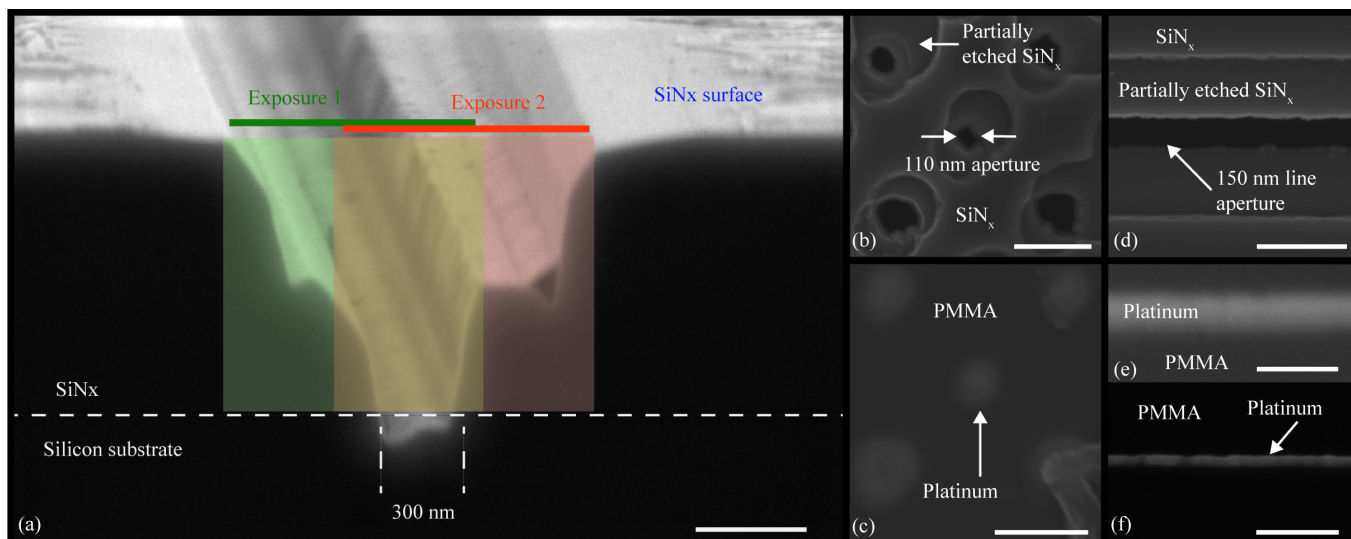 Exposure 1
Exposure 2
SiNx surface
SiNx
Silicon substrate
300 nm
(a)
Partially
etched SiNₓ
110 nm aperture
SiNₓ
(b)
PMMA
Platinum
(c)
SiNₓ
Partially etched SiNₓ
150 nm line
aperture
(d)
Platinum
PMMA
(e)
PMMA
Platinum
(f)